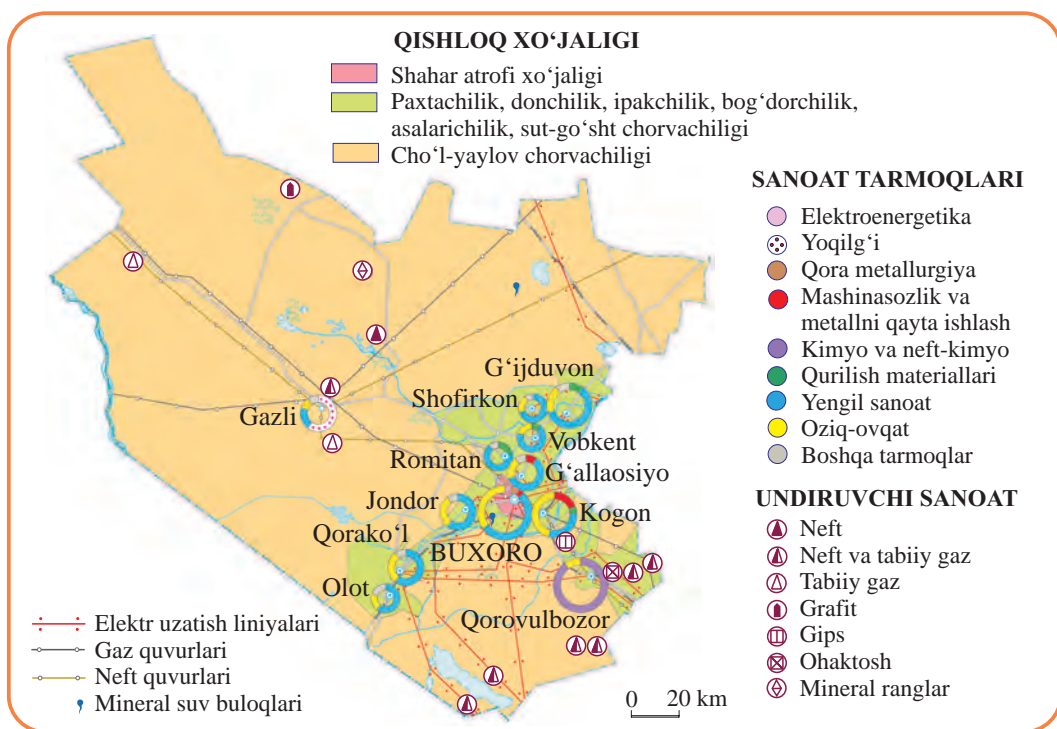 QISHLOQ XO‘JALIGI
Shahar atrofi xo‘jaligi
Paxtachilik, donchilik, ipakchilik, bog‘dorchilik,
asalarichilik, sut-go‘sht chorvachiligi
Cho‘l-yaylov chorvachiligi
SANOAT TARMOQLARI
Elektroenergetika
Yoqilg‘i
Qora metallurgiya
Mashinasozlik va
metallni qayta ishlash
Kimyo va neft-kimyo
Qurilish materiallari
Yengil sanoat
Oziq-ovqat
Boshqa tarmoqlar
UNDIRUVCHI SANOAT
Neft
Neft va tabiiy gaz
Tabiiy gaz
Grafit
Gips
Ohaktosh
Mineral ranglar
G‘ijduvon
Shofirkon
Gazli
Vobkent
Romitan
G‘allaosiyo
Jondor
Kogon
Qorako‘l
BUXORO
Olot
Qorovulbozor
Elektr uzatish liniyalari
Gaz quvurlari
Neft quvurlari
Mineral suv buloqlari
0 20 km